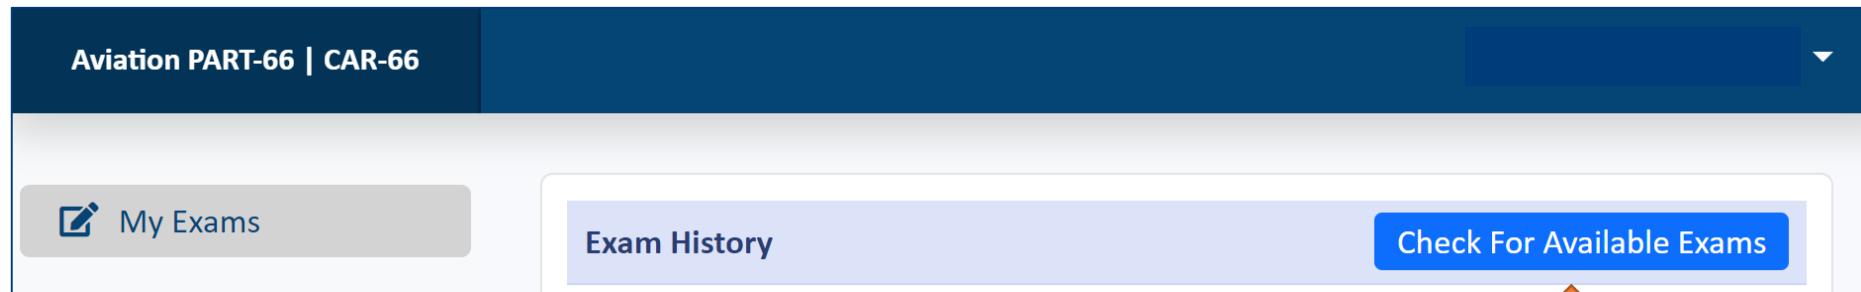 Aviation PART-66 | CAR-66
My Exams
Exam History
Check For Available Exams